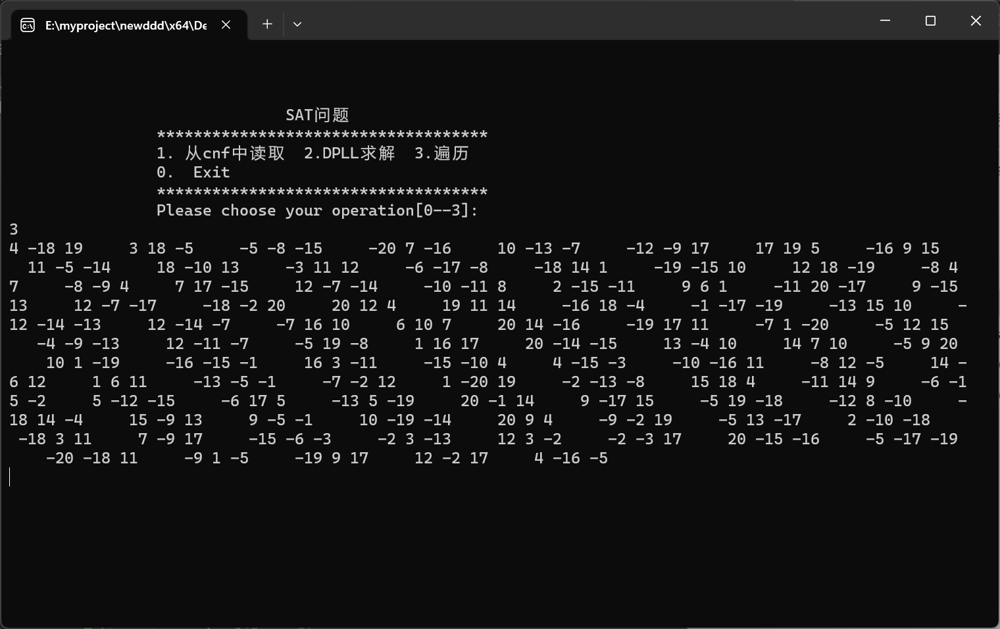 E:\myproject\newddd\x64\De
SAT问题
************************************
1. 从cnf中读取  2.DPLL求解  3.遍历
0.  Exit
************************************
Please choose your operation[0--3]:
3
4 -18 19     3 18 -5     -5 -8 -15     -20 7 -16     10 -13 -7     -12 -9 17     17 19 5     -16 9 15
11 -5 -14     18 -10 13     -3 11 12     -6 -17 -8     -18 14 1     -19 -15 10     12 18 -19     -8 4
7     -8 -9 4     7 17 -15     12 -7 -14     -10 -11 8     2 -15 -11     9 6 1     -11 20 -17     9 -15
13     12 -7 -17     -18 -2 20     20 12 4     19 11 14     -16 18 -4     -1 -17 -19     -13 15 10     -
12 -14 -13     12 -14 -7     -7 16 10     6 10 7     20 14 -16     -19 17 11     -7 1 -20     -5 12 15
-4 -9 -13     12 -11 -7     -5 19 -8     1 16 17     20 -14 -15     13 -4 10     14 7 10     -5 9 20
10 1 -19     -16 -15 -1     16 3 -11     -15 -10 4     4 -15 -3     -10 -16 11     -8 12 -5     14 -
6 12     1 6 11     -13 -5 -1     -7 -2 12     1 -20 19     -2 -13 -8     15 18 4     -11 14 9     -6 -1
5 -2     5 -12 -15     -6 17 5     -13 5 -19     20 -1 14     9 -17 15     -5 19 -18     -12 8 -10     -
18 14 -4     15 -9 13     9 -5 -1     10 -19 -14     20 9 4     -9 -2 19     -5 13 -17     2 -10 -18
-18 3 11     7 -9 17     -15 -6 -3     -2 3 -13     12 3 -2     -2 -3 17     20 -15 -16     -5 -17 -19
-20 -18 11     -9 1 -5     -19 9 17     12 -2 17     4 -16 -5